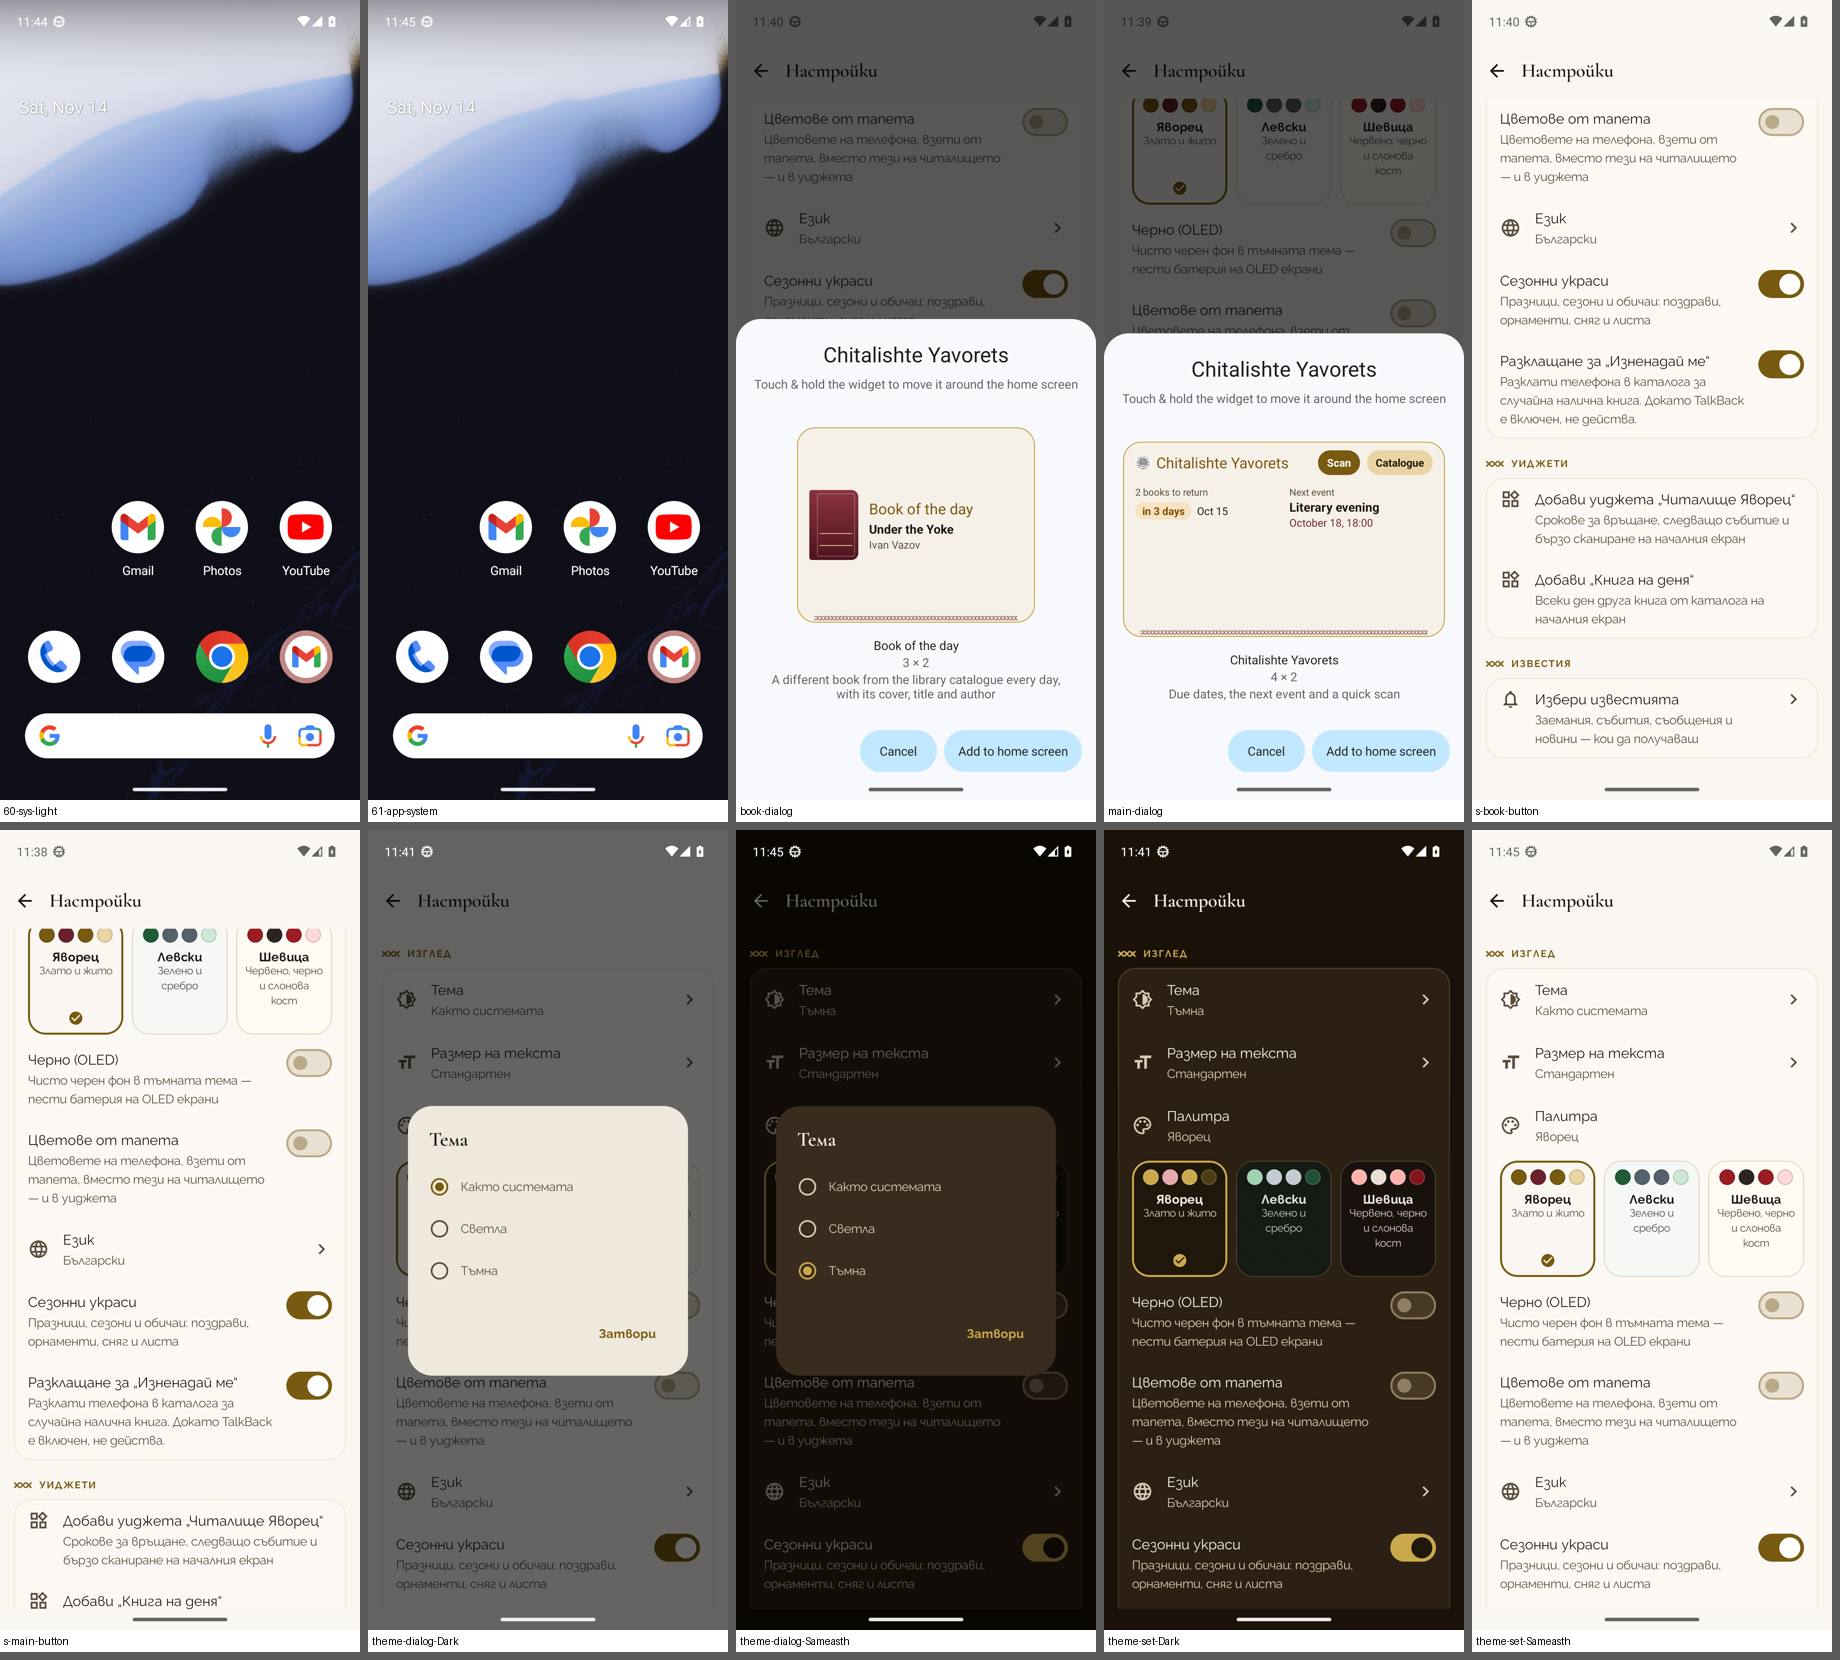 11:44
Sat, Nov 14
Gmail
Photos
YouTube
60-sys-light
11:45
Sat, Nov 14
Gmail
Photos
YouTube
61-app-system
11:40
Настройки
Цветове от тапета
Цветовете на телефона, взети от
тапета, вместо тези на читалището
— и в уиджета
Език
Български
Сезонни украси
Празници, сезони и обичаи: поздрави,
Chitalishte Yavorets
Touch & hold the widget to move it around the home screen
Book of the day
Under the Yoke
Ivan Vazov
Book of the day
3 × 2
A different book from the library catalogue every day,
with its cover, title and author
Cancel
Add to home screen
book-dialog
11:39
Настройки
Яворец
Злато и жито
Левски
Зелено и
сребро
Шевица
Червено, черно
и слонова
кост
Черно (OLED)
Чисто черен фон в тъмната тема —
пести батерия на OLED екрани
Цветове от тапета
Цветовете на телефона, взети от
Chitalishte Yavorets
Touch & hold the widget to move it around the home screen
Chitalishte Yavorets
Scan
Catalogue
2 books to return
in 3 days Oct 15
Next event
Literary evening
October 18, 18:00
Chitalishte Yavorets
4 × 2
Due dates, the next event and a quick scan
Cancel
Add to home screen
main-dialog
11:40
Настройки
Цветове от тапета
Цветовете на телефона, взети от
тапета, вместо тези на читалището
— и в уиджета
Език
Български
Сезонни украси
Празници, сезони и обичаи: поздрави,
орнаменти, сняг и листа
Разклащане за „Изненадай ме“
Разклати телефона в каталога за
случайна налична книга. Докато TalkBack
е включен, не действа.
УИДЖЕТИ
Добави уиджета „Читалище Яворец“
Срокове за връщане, следващо събитие и
бързо сканиране на началния екран
Добави „Книга на деня“
Всеки ден друга книга от каталога на
началния екран
ИЗВЕСТИЯ
Избери известията
Заемания, събития, съобщения и
новини — кои да получаваш
s-book-button
11:38
Настройки
Яворец
Злато и жито
Левски
Зелено и
сребро
Шевица
Червено, черно
и слонова
кост
Черно (OLED)
Чисто черен фон в тъмната тема —
пести батерия на OLED екрани
Цветове от тапета
Цветовете на телефона, взети от
тапета, вместо тези на читалището
— и в уиджета
Език
Български
Сезонни украси
Празници, сезони и обичаи: поздрави,
орнаменти, сняг и листа
Разклащане за „Изненадай ме“
Разклати телефона в каталога за
случайна налична книга. Докато TalkBack
е включен, не действа.
УИДЖЕТИ
Добави уиджета „Читалище Яворец“
Срокове за връщане, следващо събитие и
бързо сканиране на началния екран
Добави „Книга на деня“
s-main-button
11:41
Настройки
ИЗГЛЕД
Тема
Както системата
Размер на текста
Стандартен
Тема
Както системата
Светла
Тъмна
Затвори
Цветове от тапета
Цветовете на телефона, взети от
тапета, вместо тези на читалището
— и в уиджета
Език
Български
Сезонни украси
Празници, сезони и обичаи: поздрави,
орнаменти, сняг и листа
theme-dialog-Dark
11:45
Настройки
ИЗГЛЕД
Тема
Тъмна
Размер на текста
Стандартен
Тема
Както системата
Светла
Тъмна
Затвори
Цветове от тапета
Цветовете на телефона, взети от
тапета, вместо тези на читалището
— и в уиджета
Език
Български
Сезонни украси
Празници, сезони и обичаи: поздрави,
орнаменти, сняг и листа
theme-dialog-Sameasth
11:41
Настройки
ИЗГЛЕД
Тема
Тъмна
Размер на текста
Стандартен
Палитра
Яворец
Яворец
Злато и жито
Левски
Зелено и
сребро
Шевица
Червено, черно
и слонова
кост
Черно (OLED)
Чисто черен фон в тъмната тема —
пести батерия на OLED екрани
Цветове от тапета
Цветовете на телефона, взети от
тапета, вместо тези на читалището
— и в уиджета
Език
Български
Сезонни украси
Празници, сезони и обичаи: поздрави,
орнаменти, сняг и листа
theme-set-Dark
11:45
Настройки
ИЗГЛЕД
Тема
Както системата
Размер на текста
Стандартен
Палитра
Яворец
Яворец
Злато и жито
Левски
Зелено и
сребро
Шевица
Червено, черно
и слонова
кост
Черно (OLED)
Чисто черен фон в тъмната тема —
пести батерия на OLED екрани
Цветове от тапета
Цветовете на телефона, взети от
тапета, вместо тези на читалището
— и в уиджета
Език
Български
Сезонни украси
Празници, сезони и обичаи: поздрави,
орнаменти, сняг и листа
theme-set-Sameasth